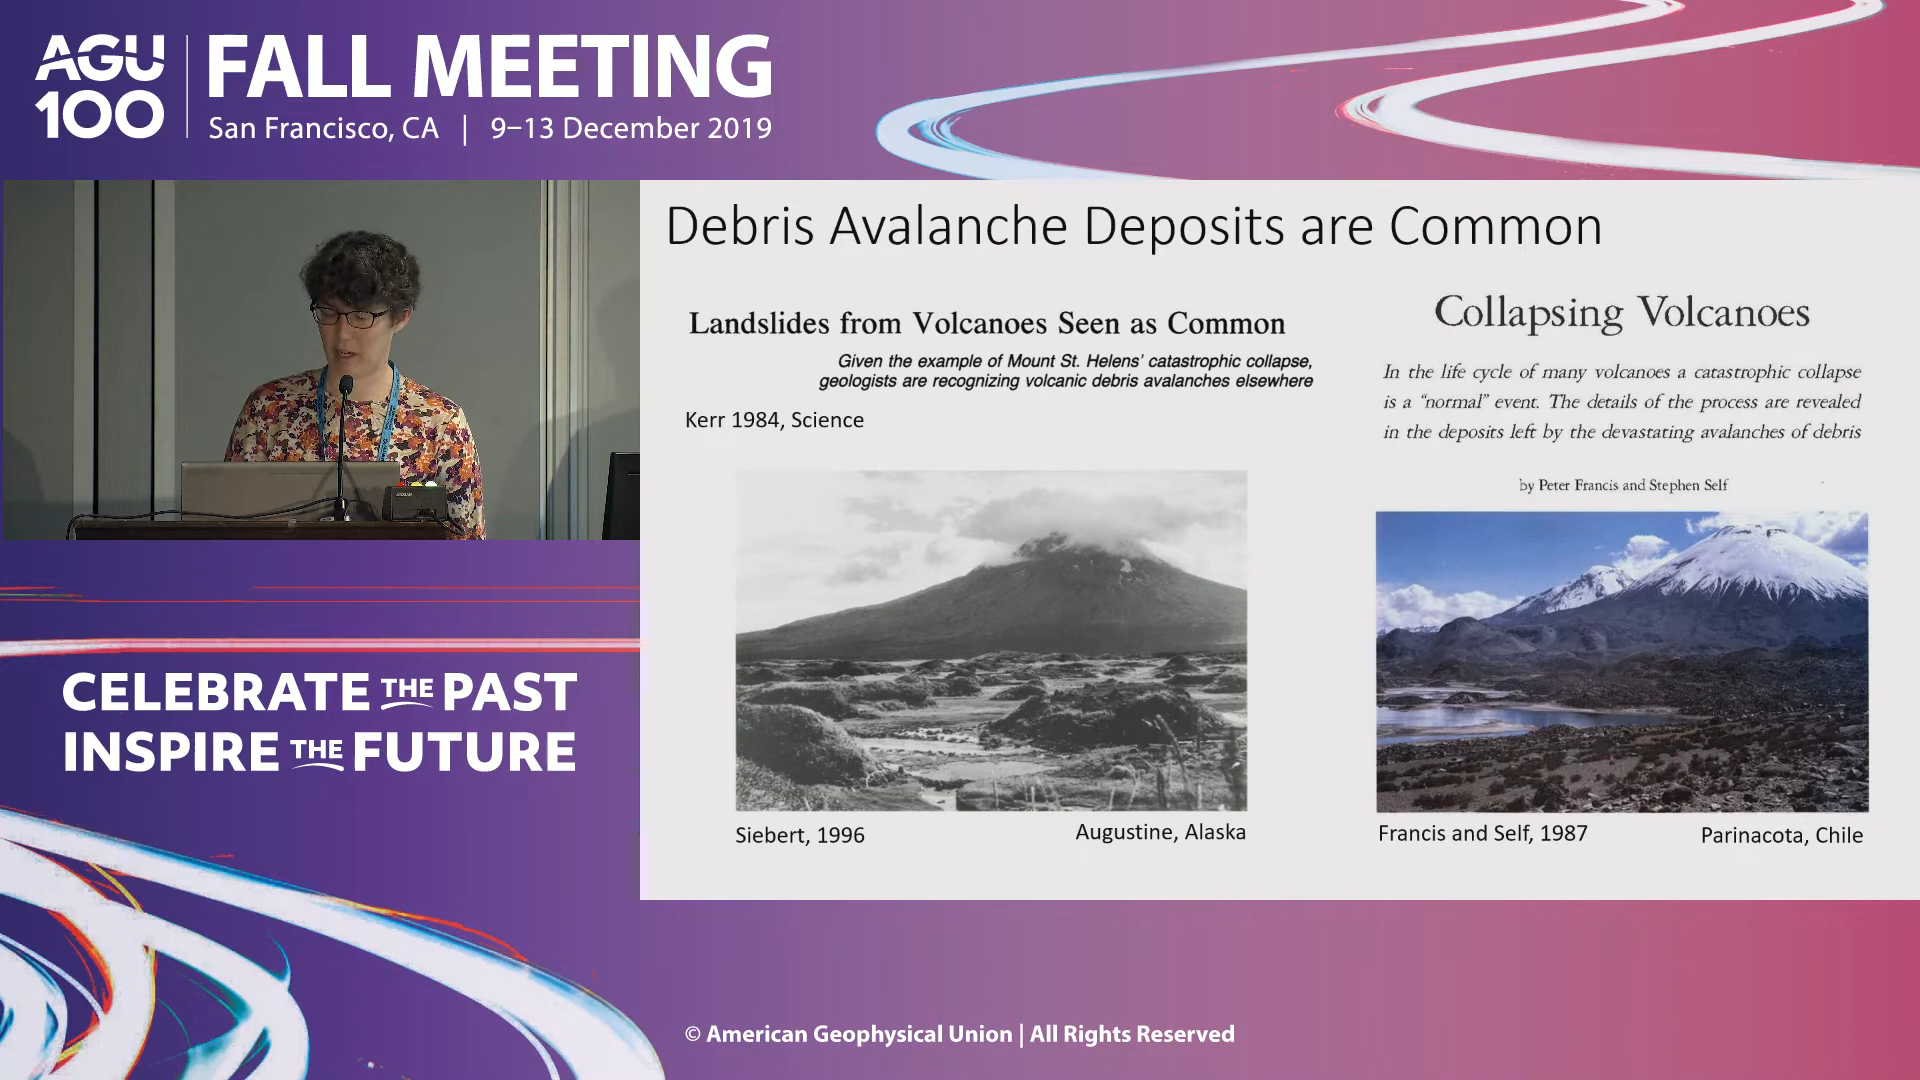 AGU
100
FALL MEETING
San Francisco, CA | 9–13 December 2019
Debris Avalanche Deposits are Common
Landslides from Volcanoes Seen as Common
Given the example of Mount St. Helens' catastrophic collapse,
geologists are recognizing volcanic debris avalanches elsewhere
Kerr 1984, Science
Collapsing Volcanoes
In the life cycle of many volcanoes a catastrophic collapse
is a “normal” event. The details of the process are revealed
in the deposits left by the devastating avalanches of debris
by Peter Francis and Stephen Self
Siebert, 1996
Augustine, Alaska
Francis and Self, 1987
Parinacota, Chile
CELEBRATE THE PAST
INSPIRE THE FUTURE
© American Geophysical Union | All Rights Reserved